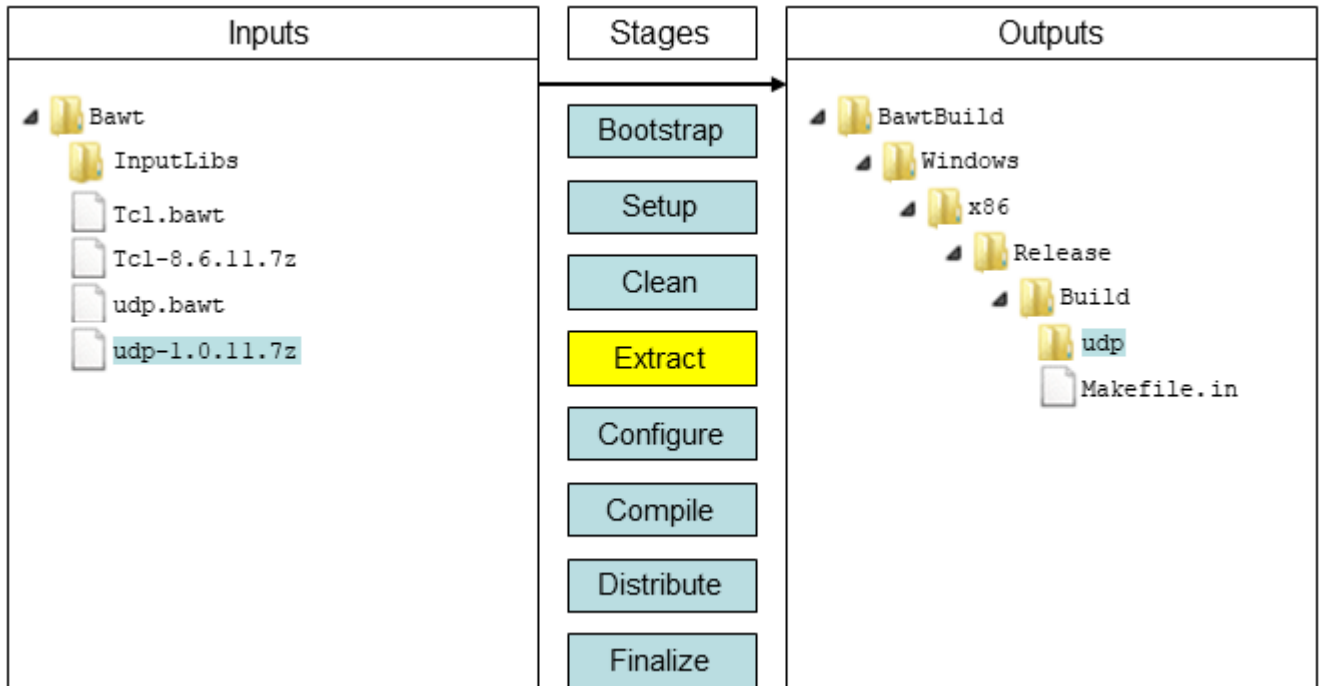 Inputs
Stages
Outputs
Bawt
InputLibs
Tcl.bawt
Tcl-8.6.11.7z
udp.bawt
udp-1.0.11.7z
Bootstrap
Setup
Clean
Extract
Configure
Compile
Distribute
Finalize
BawtBuild
Windows
x86
Release
Build
udp
Makefile.in